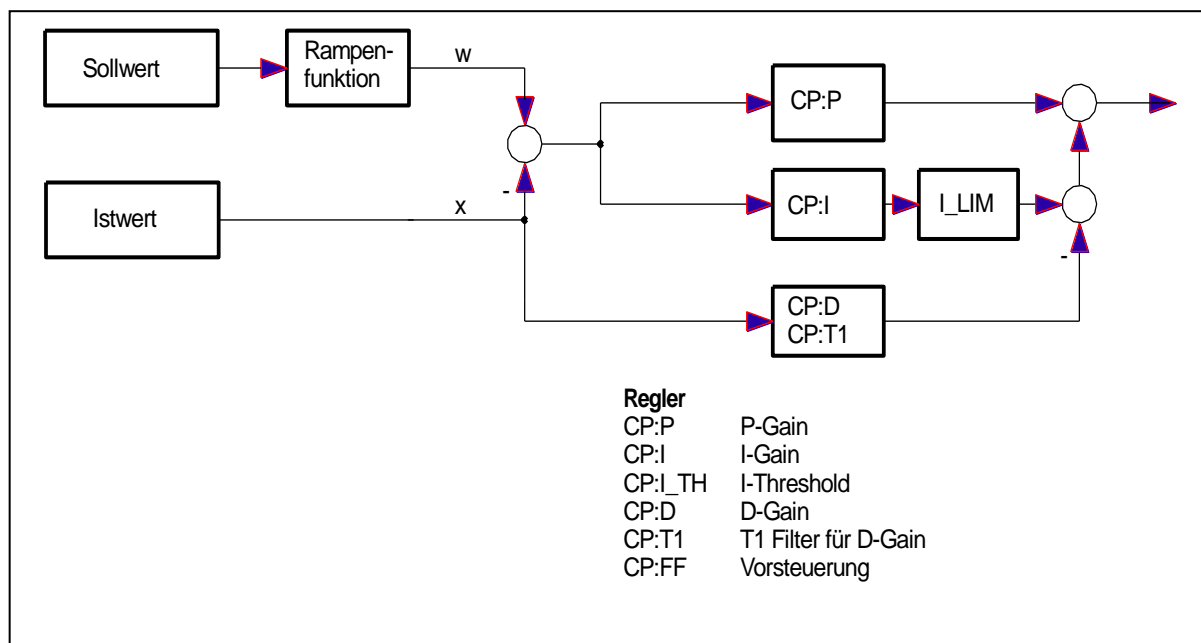 Sollwert
Rampen-
funktion
w
CP:P
-
Istwert
x
CP:I
I_LIM
-
CP:D
CP:T1
Regler
CP:P P-Gain
CP:I I-Gain
CP:I_TH I-Threshold
CP:D D-Gain
CP:T1 T1 Filter für D-Gain
CP:FF Vorsteuerung